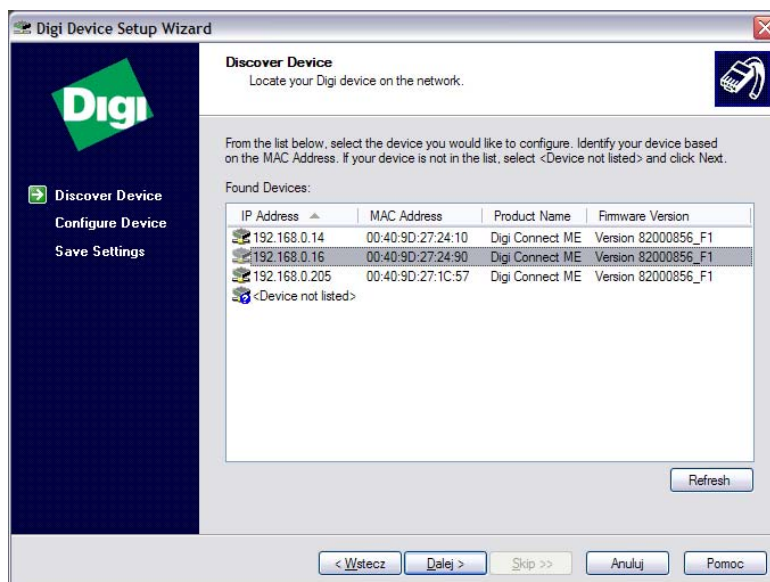 Digi Device Setup Wizard
Digi
Discover Device
Configure Device
Save Settings
Discover Device
Locate your Digi device on the network.
From the list below, select the device you would like to configure. Identify your device based
on the MAC Address. If your device is not in the list, select <Device not listed> and click Next.
Found Devices:
IP Address MAC Address Product Name Firmware Version
192.168.0.14 00:40:9D:27:24:10 Digi Connect ME Version 82000856_F1
192.168.0.16 00:40:9D:27:24:90 Digi Connect ME Version 82000856_F1
192.168.0.205 00:40:9D:27:1C:57 Digi Connect ME Version 82000856_F1
<Device not listed>
Refresh
< Wstecz Dalej > Skip >> Anuluj Pomoc